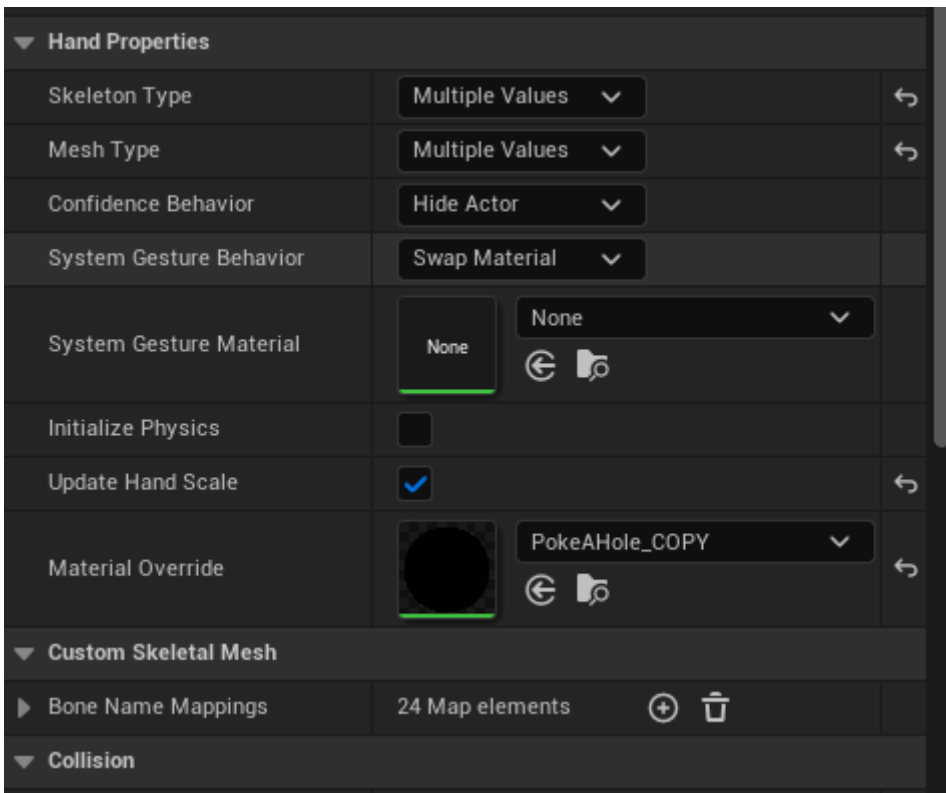 Hand Properties
Skeleton Type Multiple Values
Mesh Type Multiple Values
Confidence Behavior Hide Actor
System Gesture Behavior Swap Material
System Gesture Material None None
Initialize Physics
Update Hand Scale
Material Override PokeAHole_COPY
Custom Skeletal Mesh
Bone Name Mappings 24 Map elements
Collision